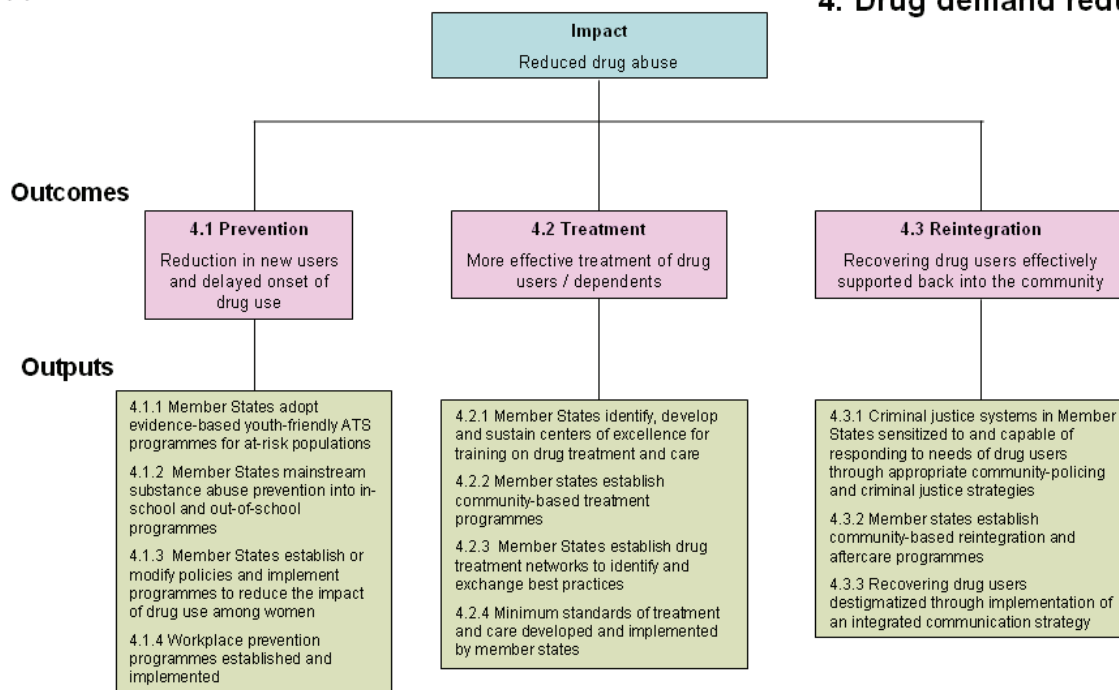 4. Drug demand redu
Impact
Reduced drug abuse
Outcomes
4.1 Prevention
Reduction in new users
and delayed onset of
drug use
4.2 Treatment
More effective treatment of drug
users / dependents
4.3 Reintegration
Recovering drug users effectively
supported back into the community
Outputs
4.1.1 Member States adopt
evidence-based youth-friendly ATS
programmes for at-risk populations
4.1.2 Member States mainstream
substance abuse prevention into in-
school and out-of-school
programmes
4.1.3 Member States establish or
modify policies and implement
programmes to reduce the impact
of drug use among women
4.1.4 Workplace prevention
programmes established and
implemented
4.2.1 Member States identify, develop
and sustain centers of excellence for
training on drug treatment and care
4.2.2 Member states establish
community-based treatment
programmes
4.2.3 Member States establish drug
treatment networks to identify and
exchange best practices
4.2.4 Minimum standards of treatment
and care developed and implemented
by member states
4.3.1 Criminal justice systems in Member
States sensitized to and capable of
responding to needs of drug users
through appropriate community-policing
and criminal justice strategies
4.3.2 Member states establish
community-based reintegration and
aftercare programmes
4.3.3 Recovering drug users
destigmatized through implementation of
an integrated communication strategy